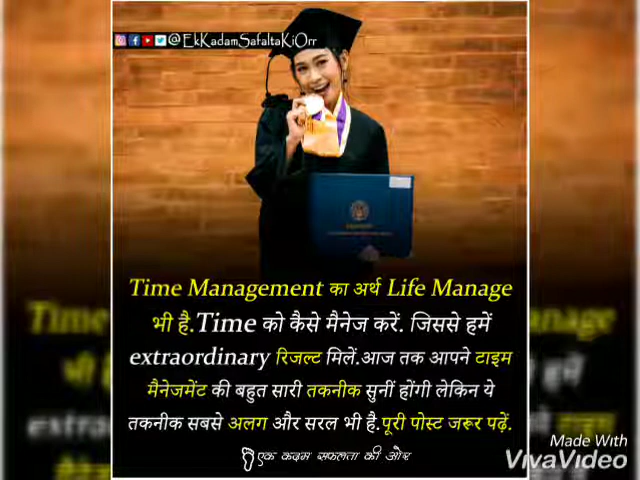 @EkKadamSafaltaKiOrr
Time Management का अर्थ Life Manage
भी है.Time को कैसे मैनेज करें. जिससे हमें
extraordinary रिजल्ट मिलें.आज तक आपने टाइम
मैनेजमेंट की बहुत सारी तकनीक सुनीं होंगी लेकिन ये
तकनीक सबसे अलग और सरल भी है.पूरी पोस्ट जरूर पढ़ें.
एक कदम सफलता की ओर
Made With
VivaVideo